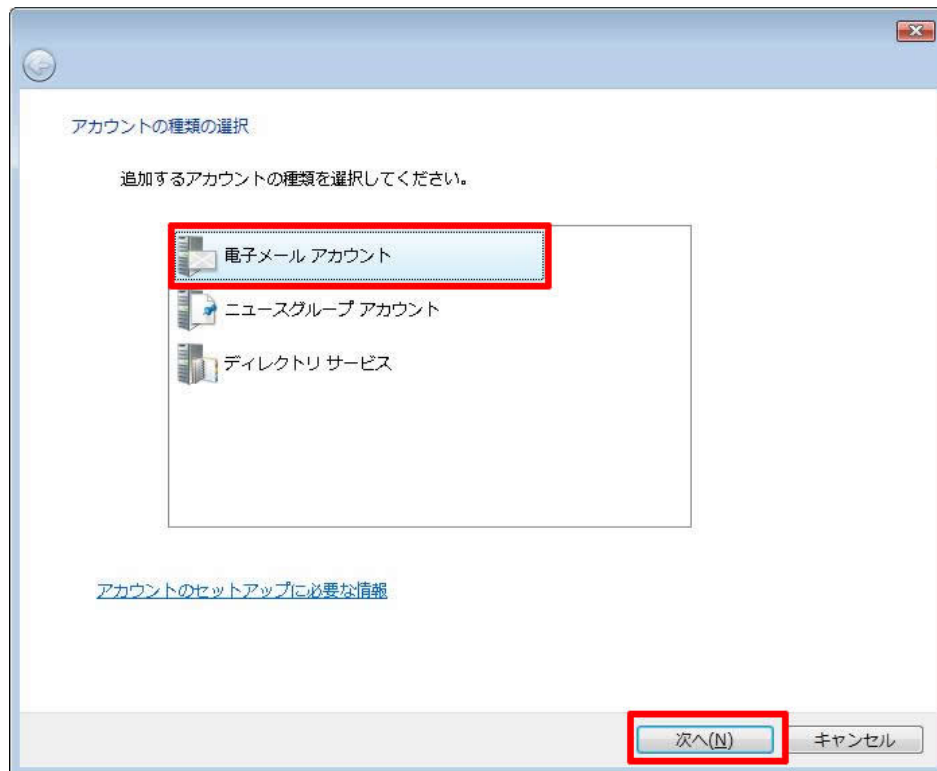 アカウントの種類の選択
追加するアカウントの種類を選択してください。
電子メール アカウント
ニュースグループ アカウント
ディレクトリ サービス
アカウントのセットアップに必要な情報
次へ(N)
キャンセル